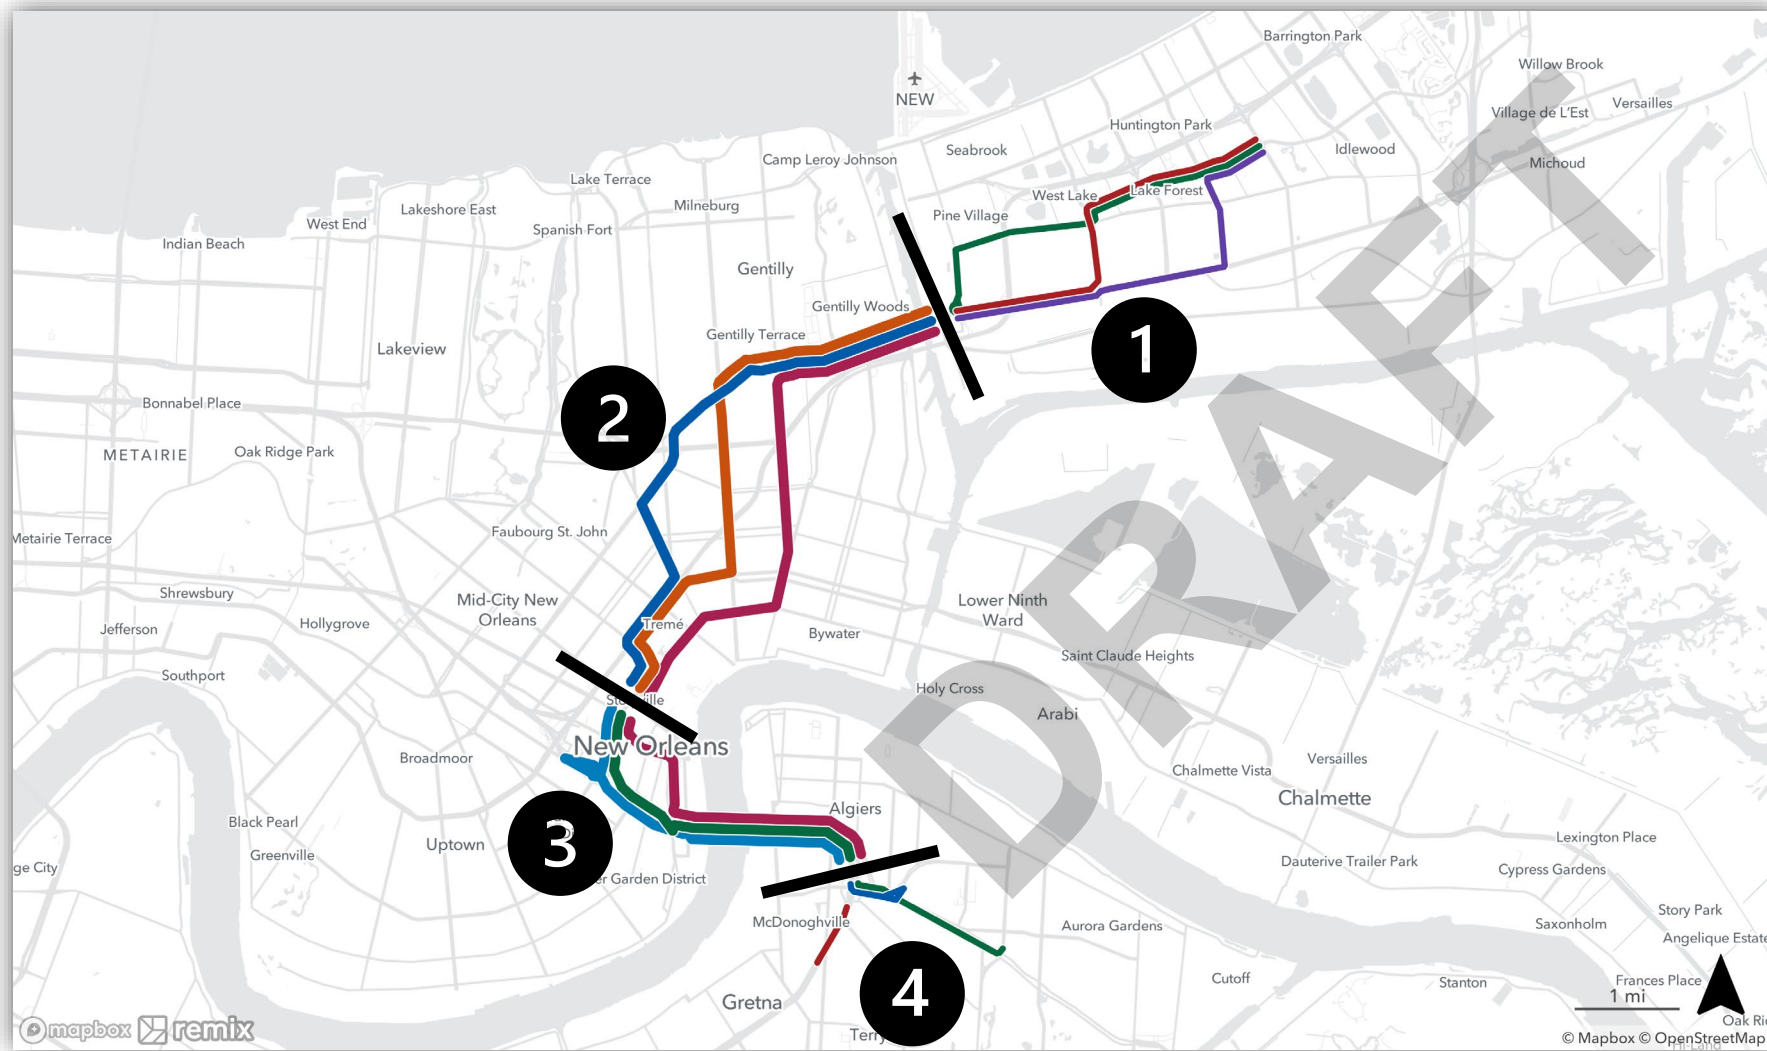 Barrington Park
Willow Brook
NEW
Versailles
Village de L'Est
Huntington Park
Seabrook
Idlewood
Michoud
Camp Leroy Johnson
Lake Terrace
West Lake
Lake Forest
Lakeshore East
Milneburg
Pine Village
West End
Spanish Fort
Indian Beach
Gentilly
Gentilly Woods
Gentilly Terrace
Lakeview
1
2
Bonnabel Place
METAIRIE
Oak Ridge Park
DRAFT
Faubourg St. John
Metairie Terrace
Shrewsbury
Mid-City New
Orleans
Lower Ninth
Ward
Hollygrove
Tremé
Jefferson
Bywater
Saint Claude Heights
Southport
Holy Cross
Arabi
New Orleans
Broadmoor
Versailles
Chalmette Vista
Chalmette
Algiers
Black Pearl
Uptown
3
Greenville
Lexington Place
Dauterive Trailer Park
Cypress Gardens
ge City
er Garden District
McDonoghville
Aurora Gardens
Story Park
Saxonholm
Angelique Estate
4
Cutoff
Stanton
Frances Place
1 mi
Gretna
Oak Ri
mapbox remix
Terry
© Mapbox © OpenStreetMap